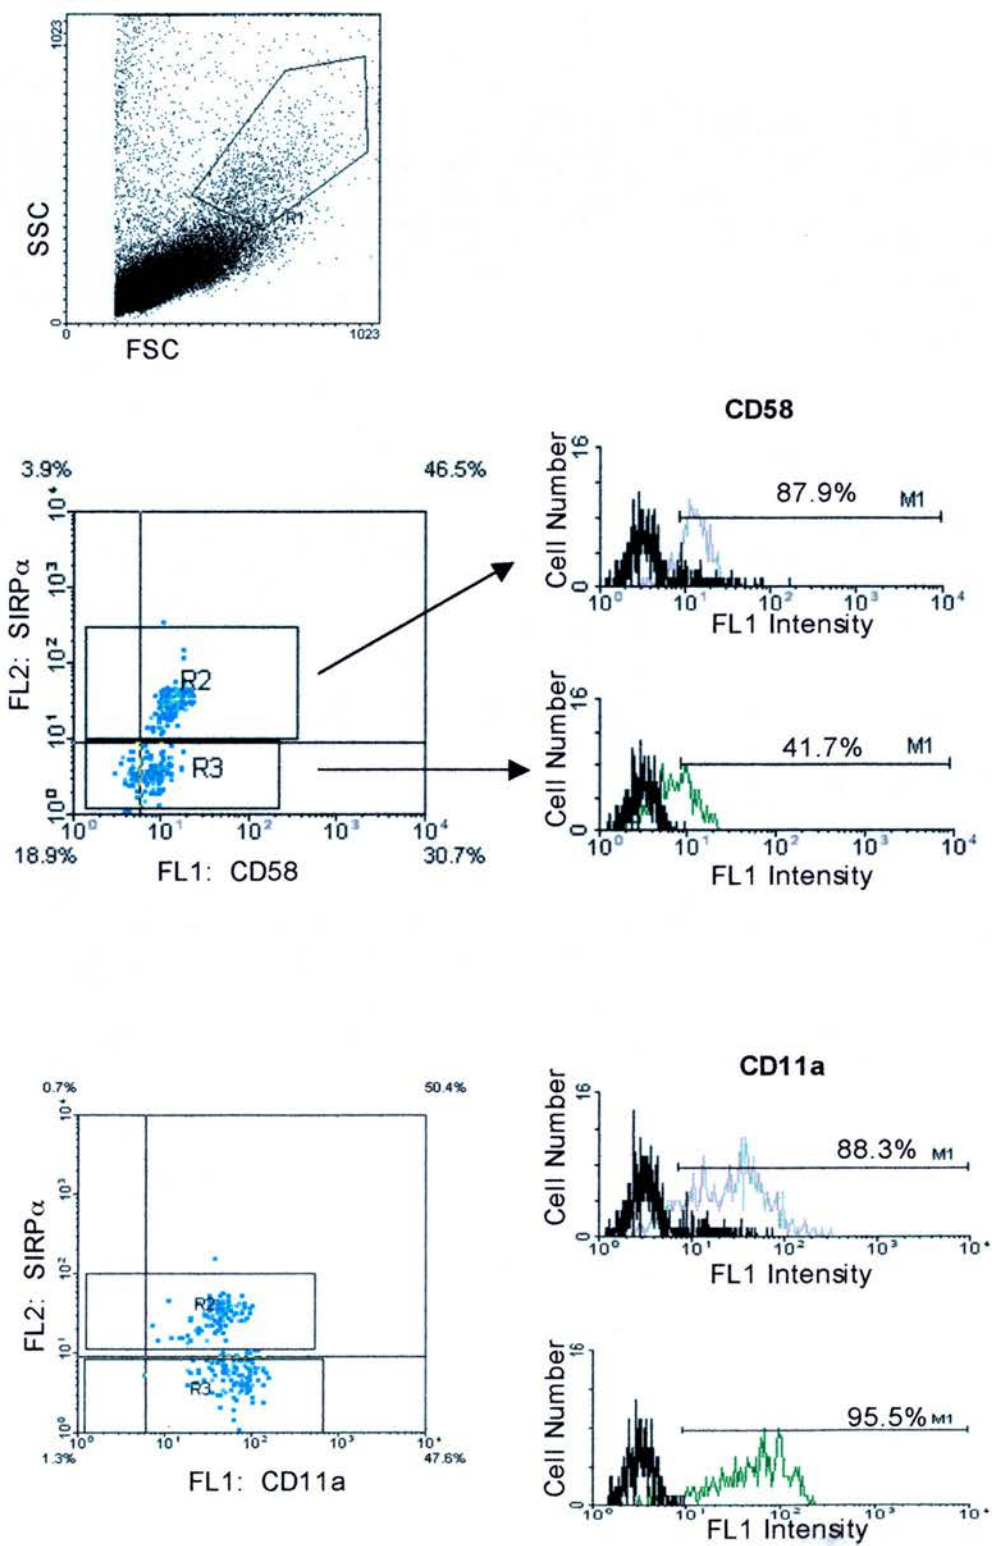 1023
SSC
R1
0
0
1023
FSC
CD58
3.9%
46.5%
10⁴
10³
10²
10¹
10⁰
FL2: SIRPα
R2
R3
10⁰ 10¹ 10² 10³ 10⁴
18.9%
30.7%
FL1: CD58
16
Cell Number
87.9% M1
0
10⁰ 10¹ 10² 10³ 10⁴
FL1 Intensity
16
Cell Number
41.7% M1
0
10⁰ 10¹ 10² 10³ 10⁴
FL1 Intensity
CD11a
0.7%
50.4%
10⁴
10³
10²
10¹
10⁰
FL2: SIRPα
R2
R3
10⁰ 10¹ 10² 10³ 10⁴
1.3%
47.6%
FL1: CD11a
16
Cell Number
88.3% M1
0
10⁰ 10¹ 10² 10³ 10⁴
FL1 Intensity
16
Cell Number
95.5% M1
0
10⁰ 10¹ 10² 10³ 10⁴
FL1 Intensity